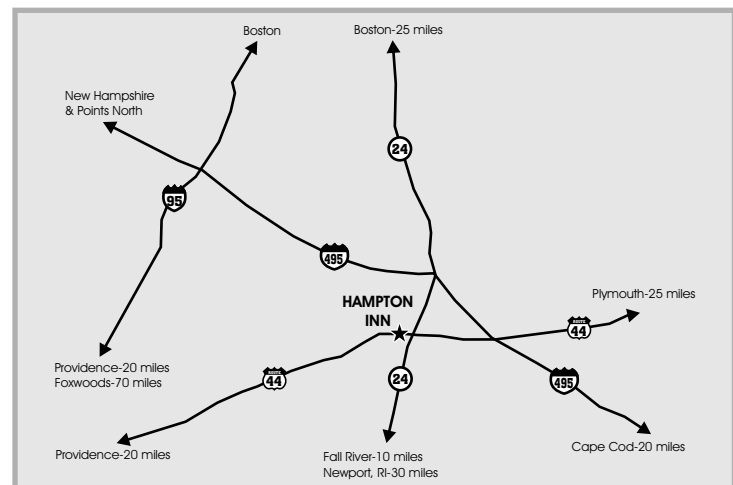 Boston
Boston-25 miles
New Hampshire
& Points North
24
95
495
HAMPTON
INN
Plymouth-25 miles
ROUTE
44
Providence-20 miles
Foxwoods-70 miles
ROUTE
44
24
495
Providence-20 miles
Fall River-10 miles
Newport, RI-30 miles
Cape Cod-20 miles